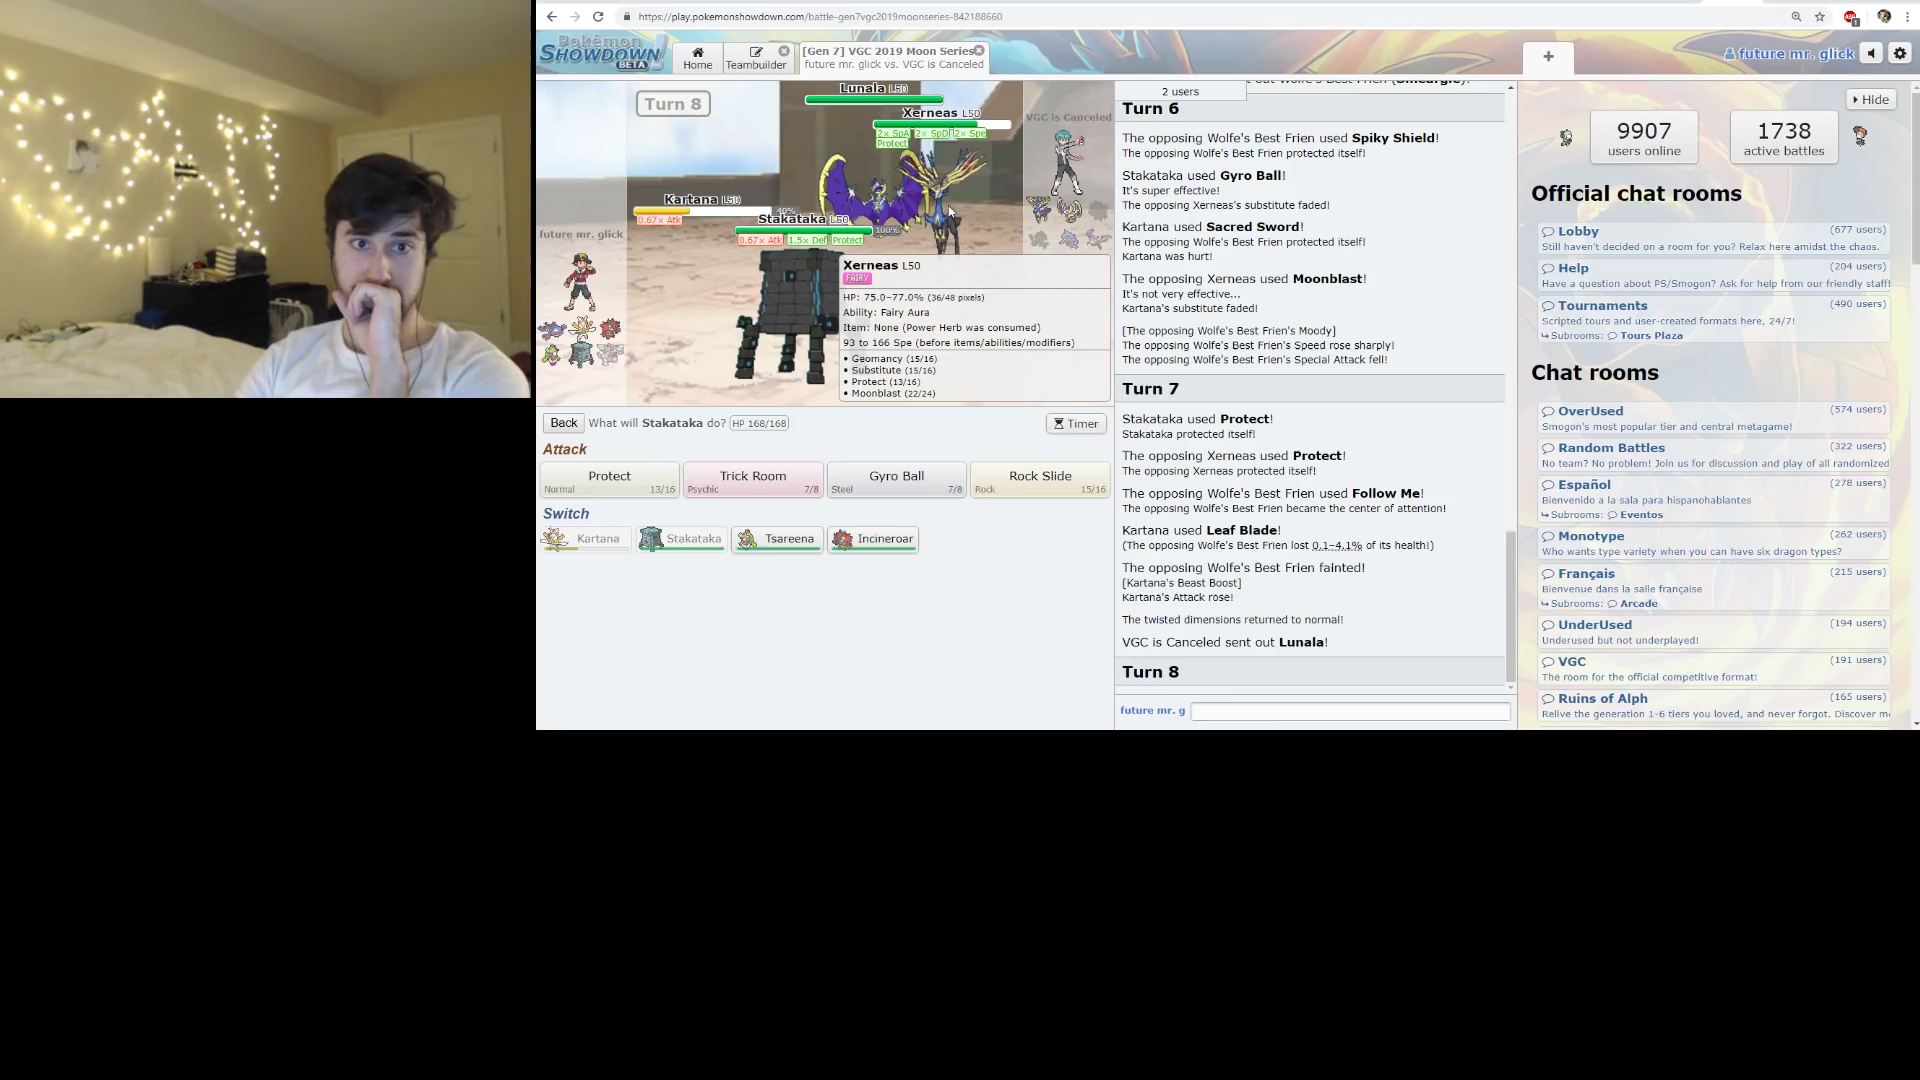 https://play.pokemonshowdown.com/battle-gen7vgc2019moonseries-842188660
Pokémon
SHOWDOWN
BETA
Home
Teambuilder
[Gen 7] VGC 2019 Moon Series
future mr. glick vs. VGC is Canceled
+
future mr. glick
Turn 8
Lunala L50
Xerneas L50
2× SpA 2× SpD 2× Spe
Protect
VGC is Canceled
Kartana L50
40%
0.67× Atk
Stakataka L50
100%
0.67× Atk 1.5× Def Protect
future mr. glick
Xerneas L50
FAIRY
HP: 75.0–77.0% (36/48 pixels)
Ability: Fairy Aura
Item: None (Power Herb was consumed)
93 to 166 Spe (before items/abilities/modifiers)
• Geomancy (15/16)
• Substitute (15/16)
• Protect (13/16)
• Moonblast (22/24)
Back What will Stakataka do? HP 168/168
Timer
Attack
Protect
Normal 13/16
Trick Room
Psychic 7/8
Gyro Ball
Steel 7/8
Rock Slide
Rock 15/16
Switch
Kartana
Stakataka
Tsareena
Incineroar
2 users
Turn 6
The opposing Wolfe's Best Frien used Spiky Shield!
The opposing Wolfe's Best Frien protected itself!
Stakataka used Gyro Ball!
It's super effective!
The opposing Xerneas's substitute faded!
Kartana used Sacred Sword!
The opposing Wolfe's Best Frien protected itself!
Kartana was hurt!
The opposing Xerneas used Moonblast!
It's not very effective...
Kartana's substitute faded!
[The opposing Wolfe's Best Frien's Moody]
The opposing Wolfe's Best Frien's Speed rose sharply!
The opposing Wolfe's Best Frien's Special Attack fell!
Turn 7
Stakataka used Protect!
Stakataka protected itself!
The opposing Xerneas used Protect!
The opposing Xerneas protected itself!
The opposing Wolfe's Best Frien used Follow Me!
The opposing Wolfe's Best Frien became the center of attention!
Kartana used Leaf Blade!
(The opposing Wolfe's Best Frien lost 0.1–4.1% of its health!)
The opposing Wolfe's Best Frien fainted!
[Kartana's Beast Boost]
Kartana's Attack rose!
The twisted dimensions returned to normal!
VGC is Canceled sent out Lunala!
Turn 8
future mr. g
Hide
9907
users online
1738
active battles
Official chat rooms
Lobby (677 users)
Still haven't decided on a room for you? Relax here amidst the chaos.
Help (204 users)
Have a question about PS/Smogon? Ask for help from our friendly staff!
Tournaments (490 users)
Scripted tours and user-created formats here, 24/7!
Subrooms: Tours Plaza
Chat rooms
OverUsed (574 users)
Smogon's most popular tier and central metagame!
Random Battles (322 users)
No team? No problem! Join us for discussion and play of all randomized
Español (278 users)
Bienvenido a la sala para hispanohablantes
Subrooms: Eventos
Monotype (262 users)
Who wants type variety when you can have six dragon types?
Français (215 users)
Bienvenue dans la salle française
Subrooms: Arcade
UnderUsed (194 users)
Underused but not underplayed!
VGC (191 users)
The room for the official competitive format!
Ruins of Alph (165 users)
Relive the generation 1-6 tiers you loved, and never forgot. Discover